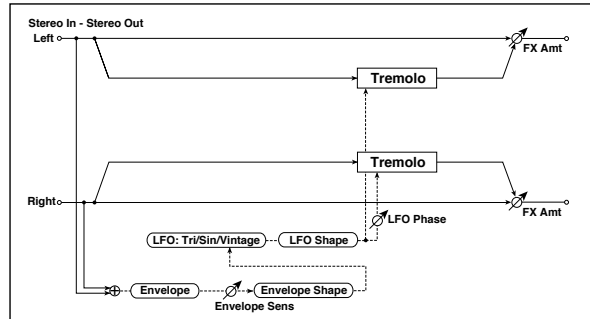 Stereo In - Stereo Out
Left
FX Amt
Tremolo
Tremolo
Right
LFO Phase
FX Amt
LFO: Tri/Sin/Vintage
LFO Shape
Envelope
Envelope Shape
Envelope Sens